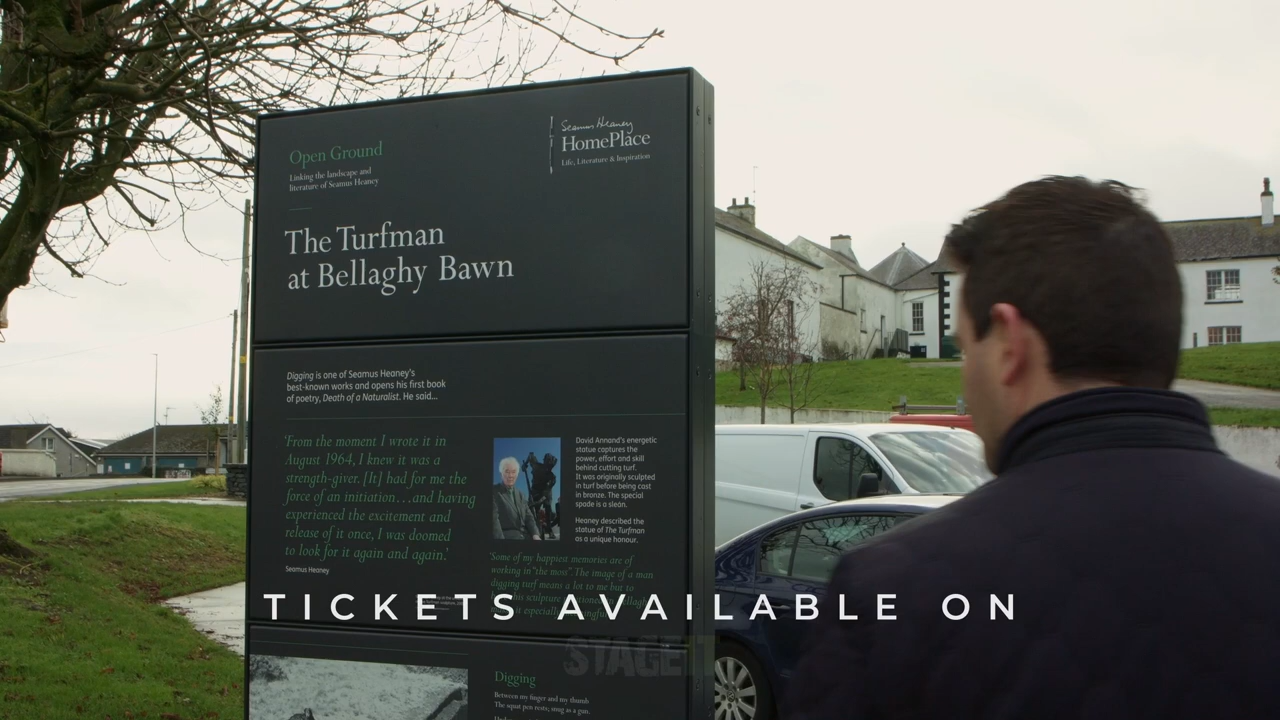 Open Ground
Linking the landscape and
literature of Seamus Heaney
Seamus Heaney
HomePlace
Life, Literature & Inspiration
The Turfman
at Bellaghy Bawn
Digging is one of Seamus Heaney's
best-known works and opens his first book
of poetry, Death of a Naturalist. He said...
'From the moment I wrote it in
August 1964, I knew it was a
strength-giver. [It] had for me the
force of an initiation...and having
experienced the excitement and
release of it once, I was doomed
to look for it again and again.'
Seamus Heaney
David Annand's energetic
statue captures the
power, effort and skill
behind cutting turf.
It was originally sculpted
in turf before being cast
in bronze. The special
spade is a sleán.
Heaney described the
statue of The Turfman
as a unique honour.
'Some of my happiest memories are of
working in "the moss". The image of a man
digging turf means a lot to me but to
this sculpture
especially
TICKETS AVAILABLE ON
STAGE
Digging
Between my finger and my thumb
The squat pen rests; snug as a gun.